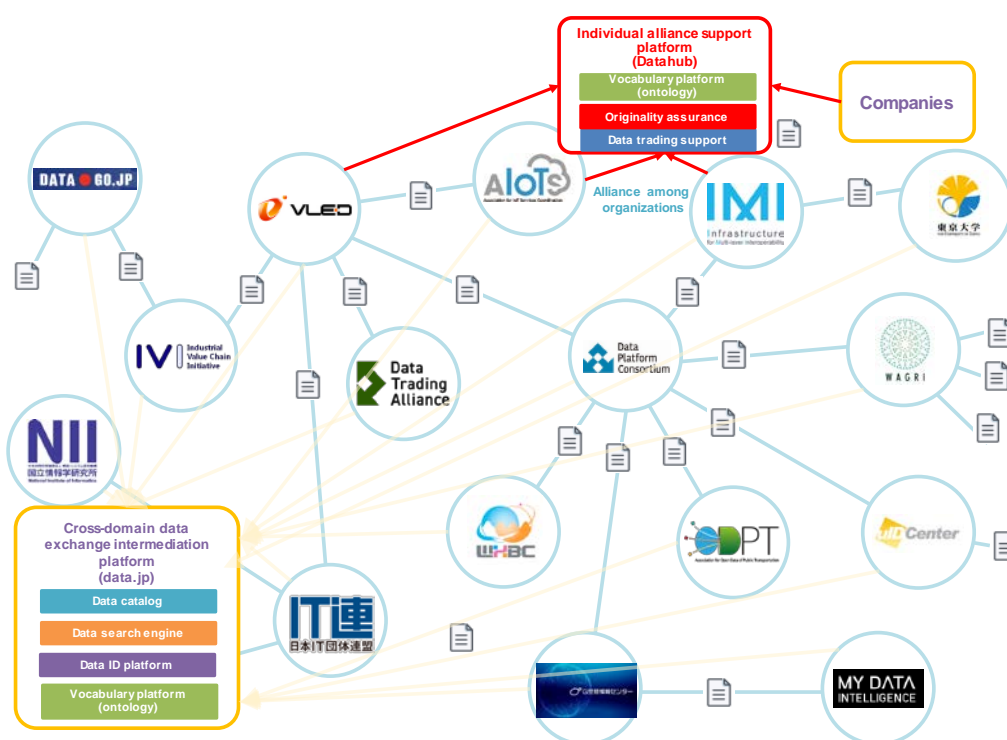 Individual alliance support
platform
(Datahub)
Vocabulary platform
(ontology)
Originality assurance
Data trading support
Companies
DATA GO.JP
VLED
AIoTs
Alliance among
organizations
IMI
Infrastructure
for Multi-layer Interoperability
東京大学
IVI
Industrial
Value Chain
Initiative
Data
Trading
Alliance
Data
Platform
Consortium
WAGRI
NII
国立情報学研究所
National Institute of Informatics
WHBC
ODPT
Association for Open Data of Public Transportation
uID Center
Cross-domain data
exchange intermediation
platform
(data.jp)
Data catalog
Data search engine
Data ID platform
Vocabulary platform
(ontology)
IT連
日本IT団体連盟
MY DATA
INTELLIGENCE